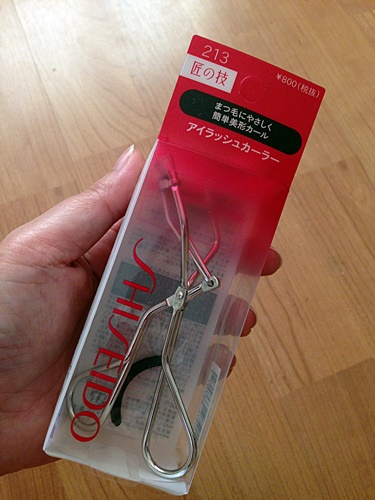 213
匠の技
¥800(税抜)
まつ毛にやさしく
簡単美形カール
アイラッシュカーラー
SHISEIDO